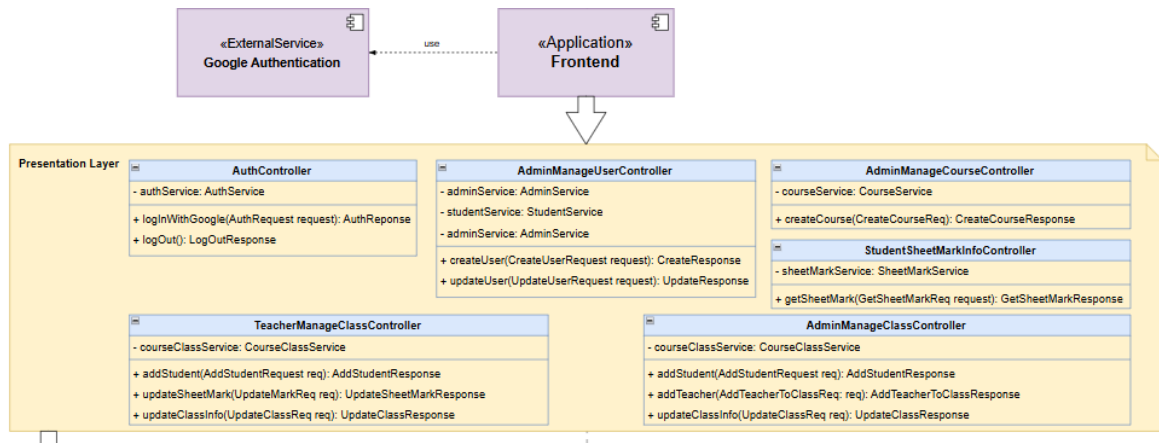 «ExternalService»
Google Authentication
use
«Application»
Frontend
Presentation Layer
AuthController
- authService: AuthService
+ logInWithGoogle(AuthRequest request): AuthReponse
+ logOut(): LogOutResponse
AdminManageUserController
- adminService: AdminService
- studentService: StudentService
- adminService: AdminService
+ createUser(CreateUserRequest request): CreateResponse
+ updateUser(UpdateUserRequest request): UpdateResponse
AdminManageCourseController
- courseService: CourseService
+ createCourse(CreateCourseReq): CreateCourseResponse
StudentSheetMarkInfoController
- sheetMarkService: SheetMarkService
+ getSheetMark(GetSheetMarkReq request): GetSheetMarkResponse
TeacherManageClassController
- courseClassService: CourseClassService
+ addStudent(AddStudentRequest req): AddStudentResponse
+ updateSheetMark(UpdateMarkReq req): UpdateSheetMarkResponse
+ updateClassInfo(UpdateClassReq req): UpdateClassResponse
AdminManageClassController
- courseClassService: CourseClassService
+ addStudent(AddStudentRequest req): AddStudentResponse
+ addTeacher(AddTeacherToClassReq: req): AddTeacherToClassResponse
+ updateClassInfo(UpdateClassReq req): UpdateClassResponse